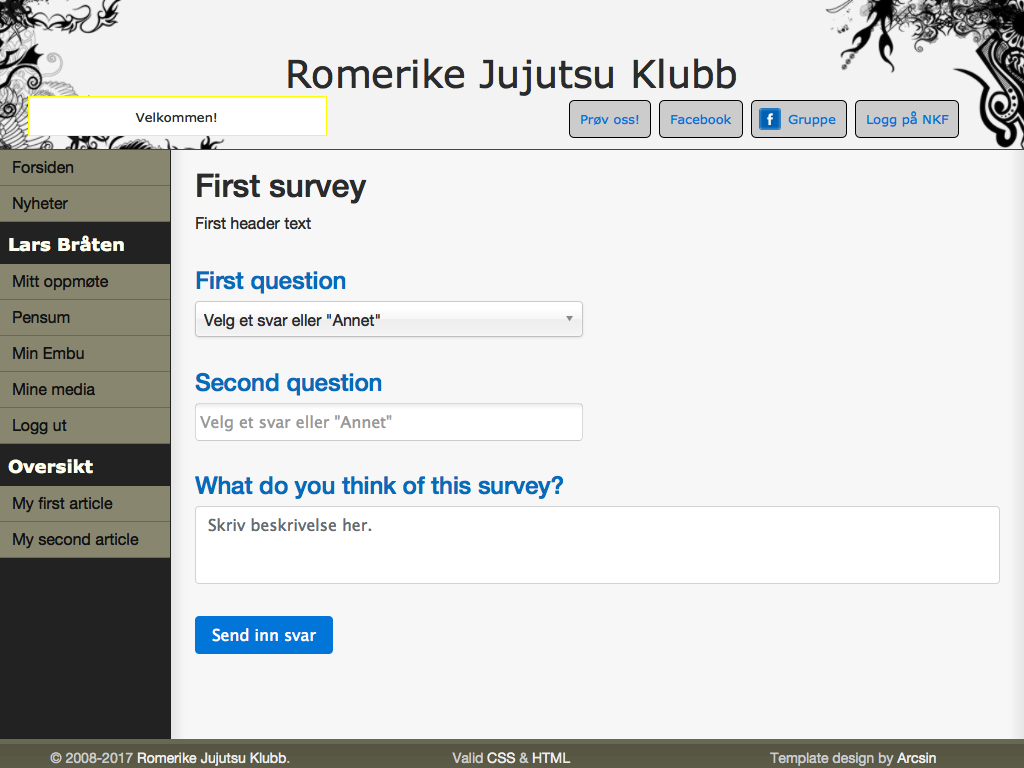 Romerike Jujutsu Klubb
Velkommen!
Prøv oss!
Facebook
Gruppe
Logg på NKF
Forsiden
Nyheter
Lars Bråten
Mitt oppmøte
Pensum
Min Embu
Mine media
Logg ut
Oversikt
My first article
My second article
First survey
First header text
First question
Velg et svar eller "Annet"
Second question
Velg et svar eller "Annet"
What do you think of this survey?
Skriv beskrivelse her.
Send inn svar
© 2008-2017 Romerike Jujutsu Klubb.
Valid CSS & HTML
Template design by Arcsin